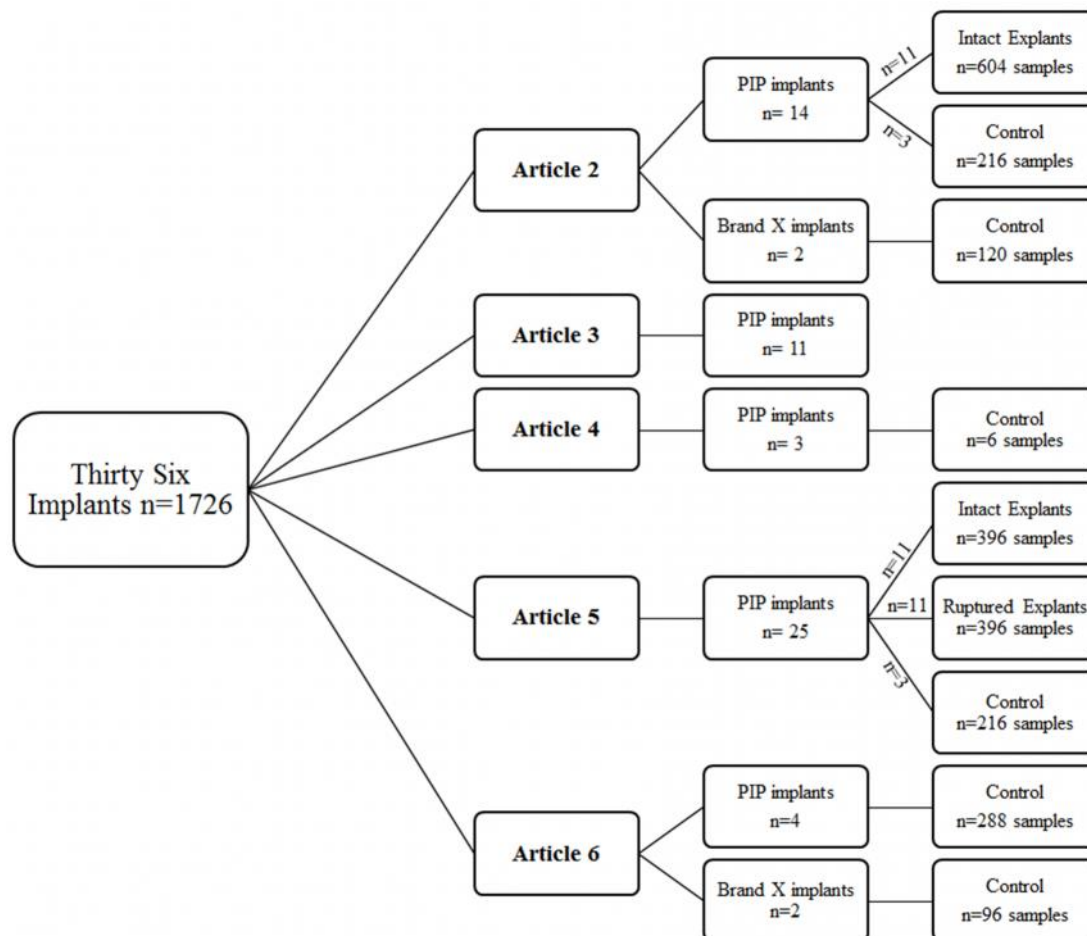 Thirty Six
Implants n=1726
Article 2
PIP implants
n= 14
n=11
Intact Explants
n=604 samples
n=3
Control
n=216 samples
Brand X implants
n= 2
Control
n=120 samples
Article 3
PIP implants
n= 11
Article 4
PIP implants
n= 3
Control
n=6 samples
Article 5
PIP implants
n= 25
n=11
Intact Explants
n=396 samples
n=11
Ruptured Explants
n=396 samples
n=3
Control
n=216 samples
Article 6
PIP implants
n=4
Control
n=288 samples
Brand X implants
n=2
Control
n=96 samples